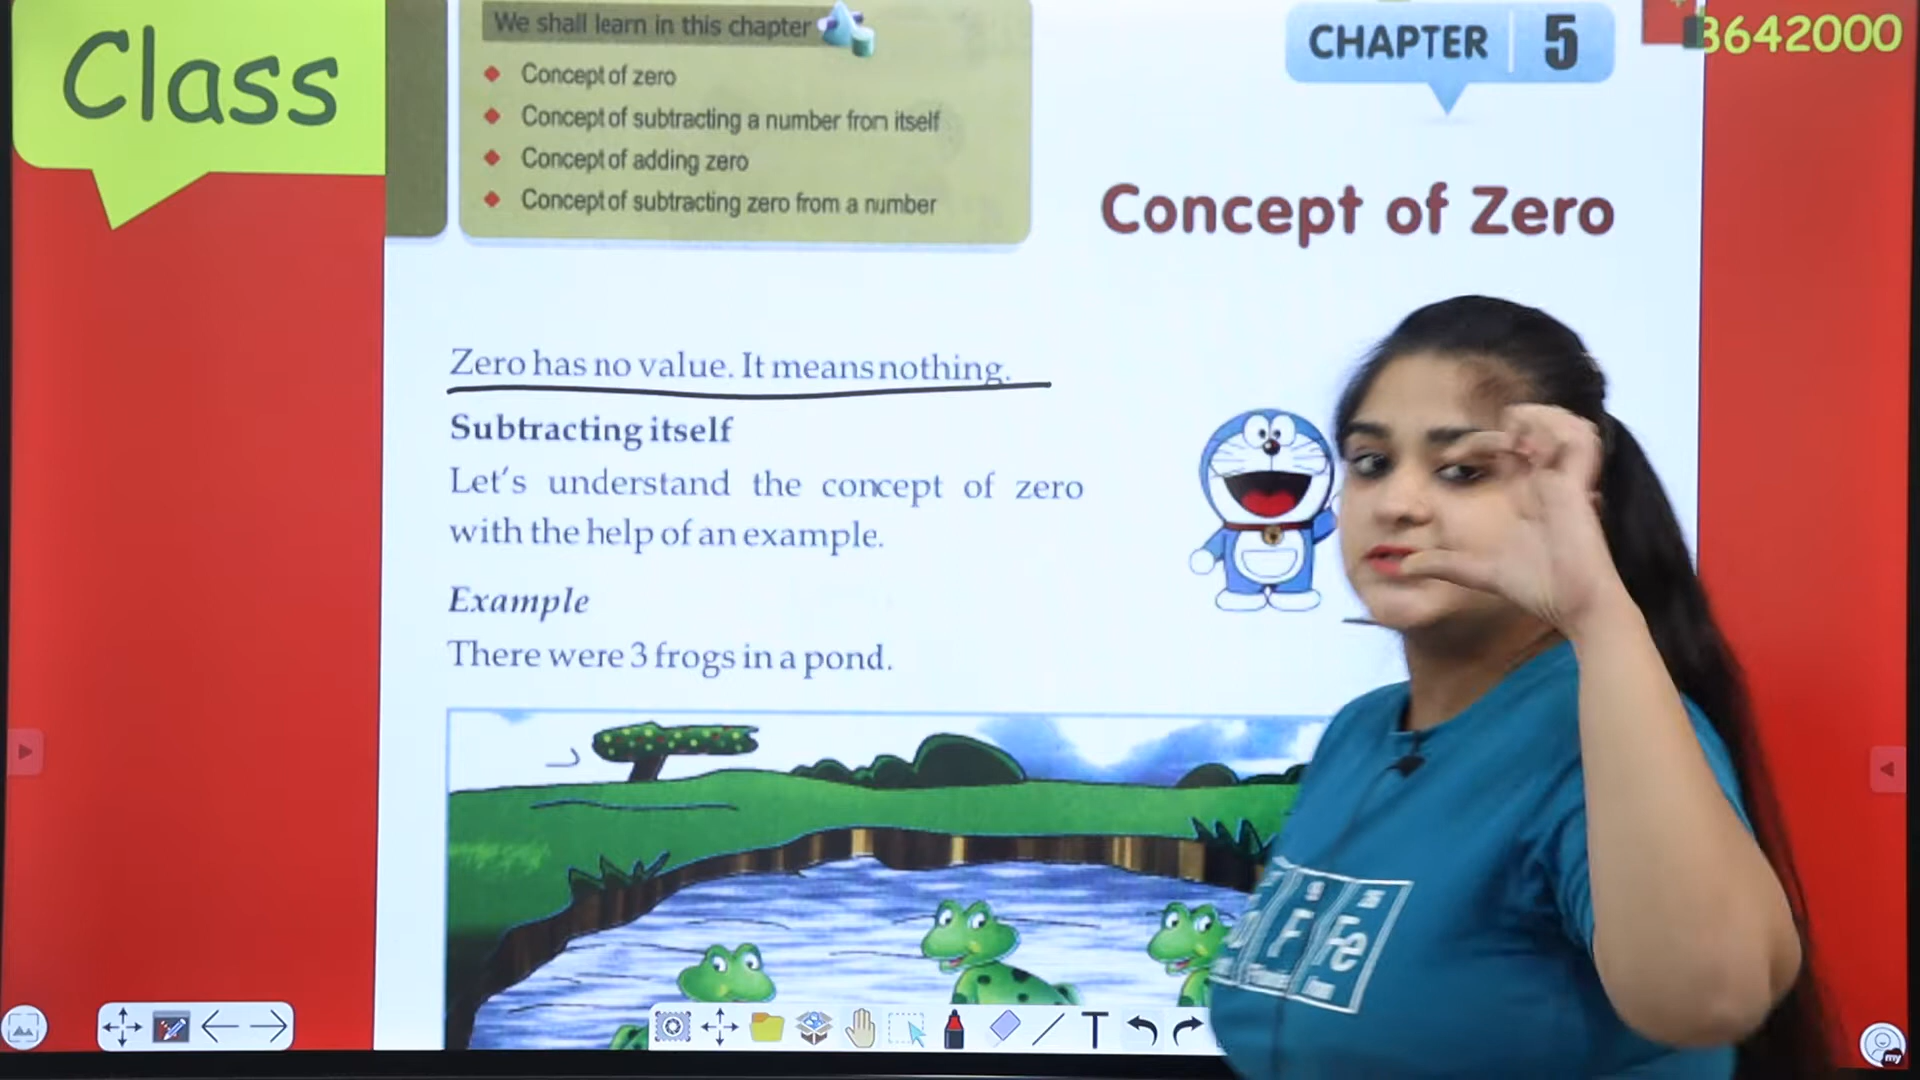 Class
We shall learn in this chapter
Concept of zero
Concept of subtracting a number from itself
Concept of adding zero
Concept of subtracting zero from a number
CHAPTER 5
3642000
Concept of Zero
Zero has no value. It means nothing.
Subtracting itself
Let's understand the concept of zero
with the help of an example.
Example
There were 3 frogs in a pond.
F
Fe
T
my